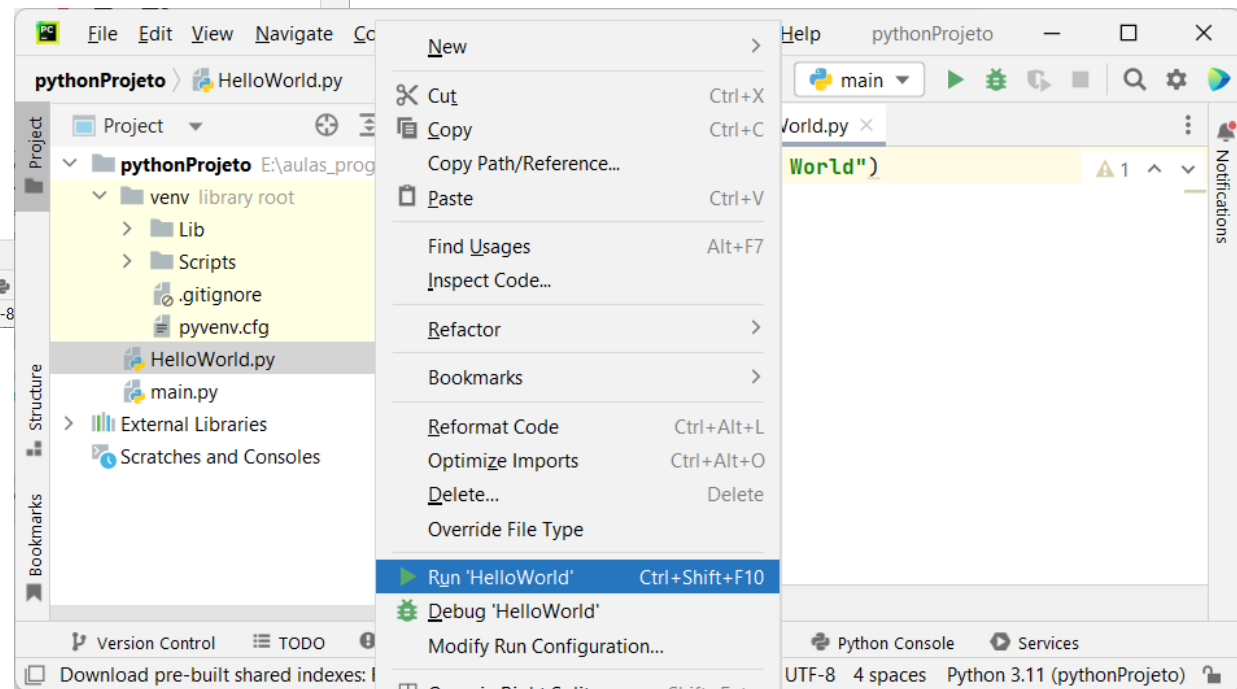 PC File Edit View Navigate Help pythonProjeto
pythonProjeto HelloWorld.py main
Project
Project
pythonProjeto E:\aulas_prog
venv library root
Lib
Scripts
.gitignore
pyvenv.cfg
HelloWorld.py
main.py
External Libraries
Scratches and Consoles
Structure
Bookmarks
New
Cut Ctrl+X
Copy Ctrl+C
Copy Path/Reference...
Paste Ctrl+V
Find Usages Alt+F7
Inspect Code...
Refactor
Bookmarks
Reformat Code Ctrl+Alt+L
Optimize Imports Ctrl+Alt+O
Delete... Delete
Override File Type
Run 'HelloWorld' Ctrl+Shift+F10
Debug 'HelloWorld'
Modify Run Configuration...
World.py
World")
1
Notifications
-8
Version Control TODO Python Console Services
Download pre-built shared indexes: UTF-8 4 spaces Python 3.11 (pythonProjeto)